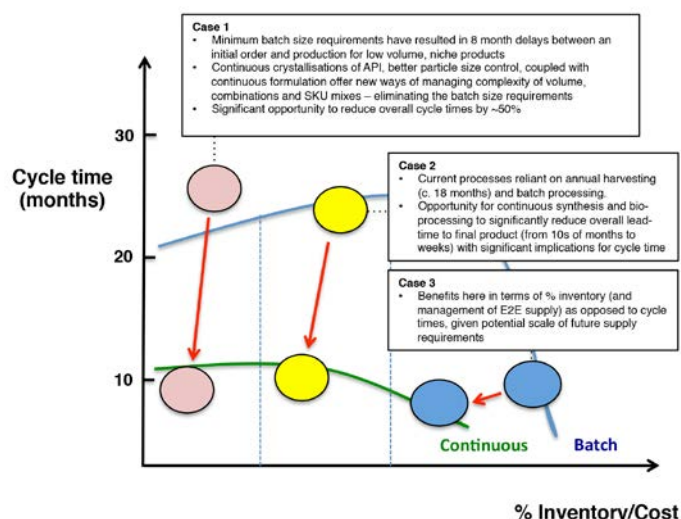 Case 1
• Minimum batch size requirements have resulted in 8 month delays between an
initial order and production for low volume, niche products
• Continuous crystallisations of API, better particle size control, coupled with
continuous formulation offer new ways of managing complexity of volume,
combinations and SKU mixes – eliminating the batch size requirements
• Significant opportunity to reduce overall cycle times by ~50%
30
Cycle time
(months)
Case 2
• Current processes reliant on annual harvesting
(c. 18 months) and batch processing.
• Opportunity for continuous synthesis and bio-
processing to significantly reduce overall lead-
time to final product (from 10s of months to
weeks) with significant implications for cycle time
20
Case 3
• Benefits here in terms of % inventory (and
management of E2E supply) as opposed to cycle
times, given potential scale of future supply
requirements
10
Continuous
Batch
% Inventory/Cost